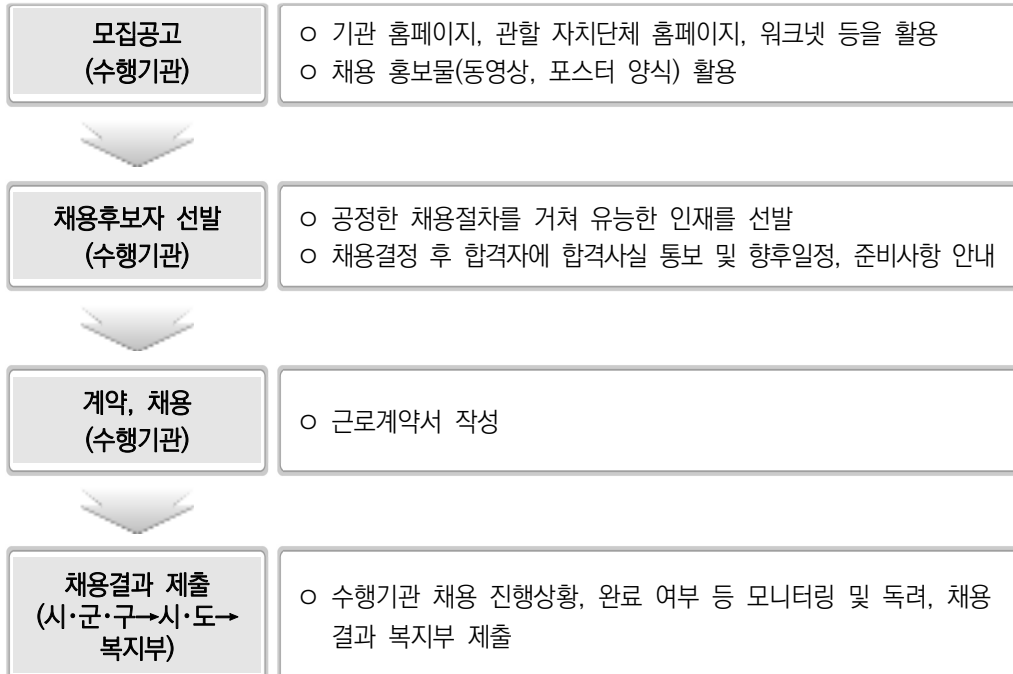 모집공고
(수행기관)
ㅇ 기관 홈페이지, 관할 자치단체 홈페이지, 워크넷 등을 활용
ㅇ 채용 홍보물(동영상, 포스터 양식) 활용
채용후보자 선발
(수행기관)
ㅇ 공정한 채용절차를 거쳐 유능한 인재를 선발
ㅇ 채용결정 후 합격자에 합격사실 통보 및 향후일정, 준비사항 안내
계약, 채용
(수행기관)
ㅇ 근로계약서 작성
채용결과 제출
(시·군·구→시·도→
복지부)
ㅇ 수행기관 채용 진행상황, 완료 여부 등 모니터링 및 독려, 채용
결과 복지부 제출